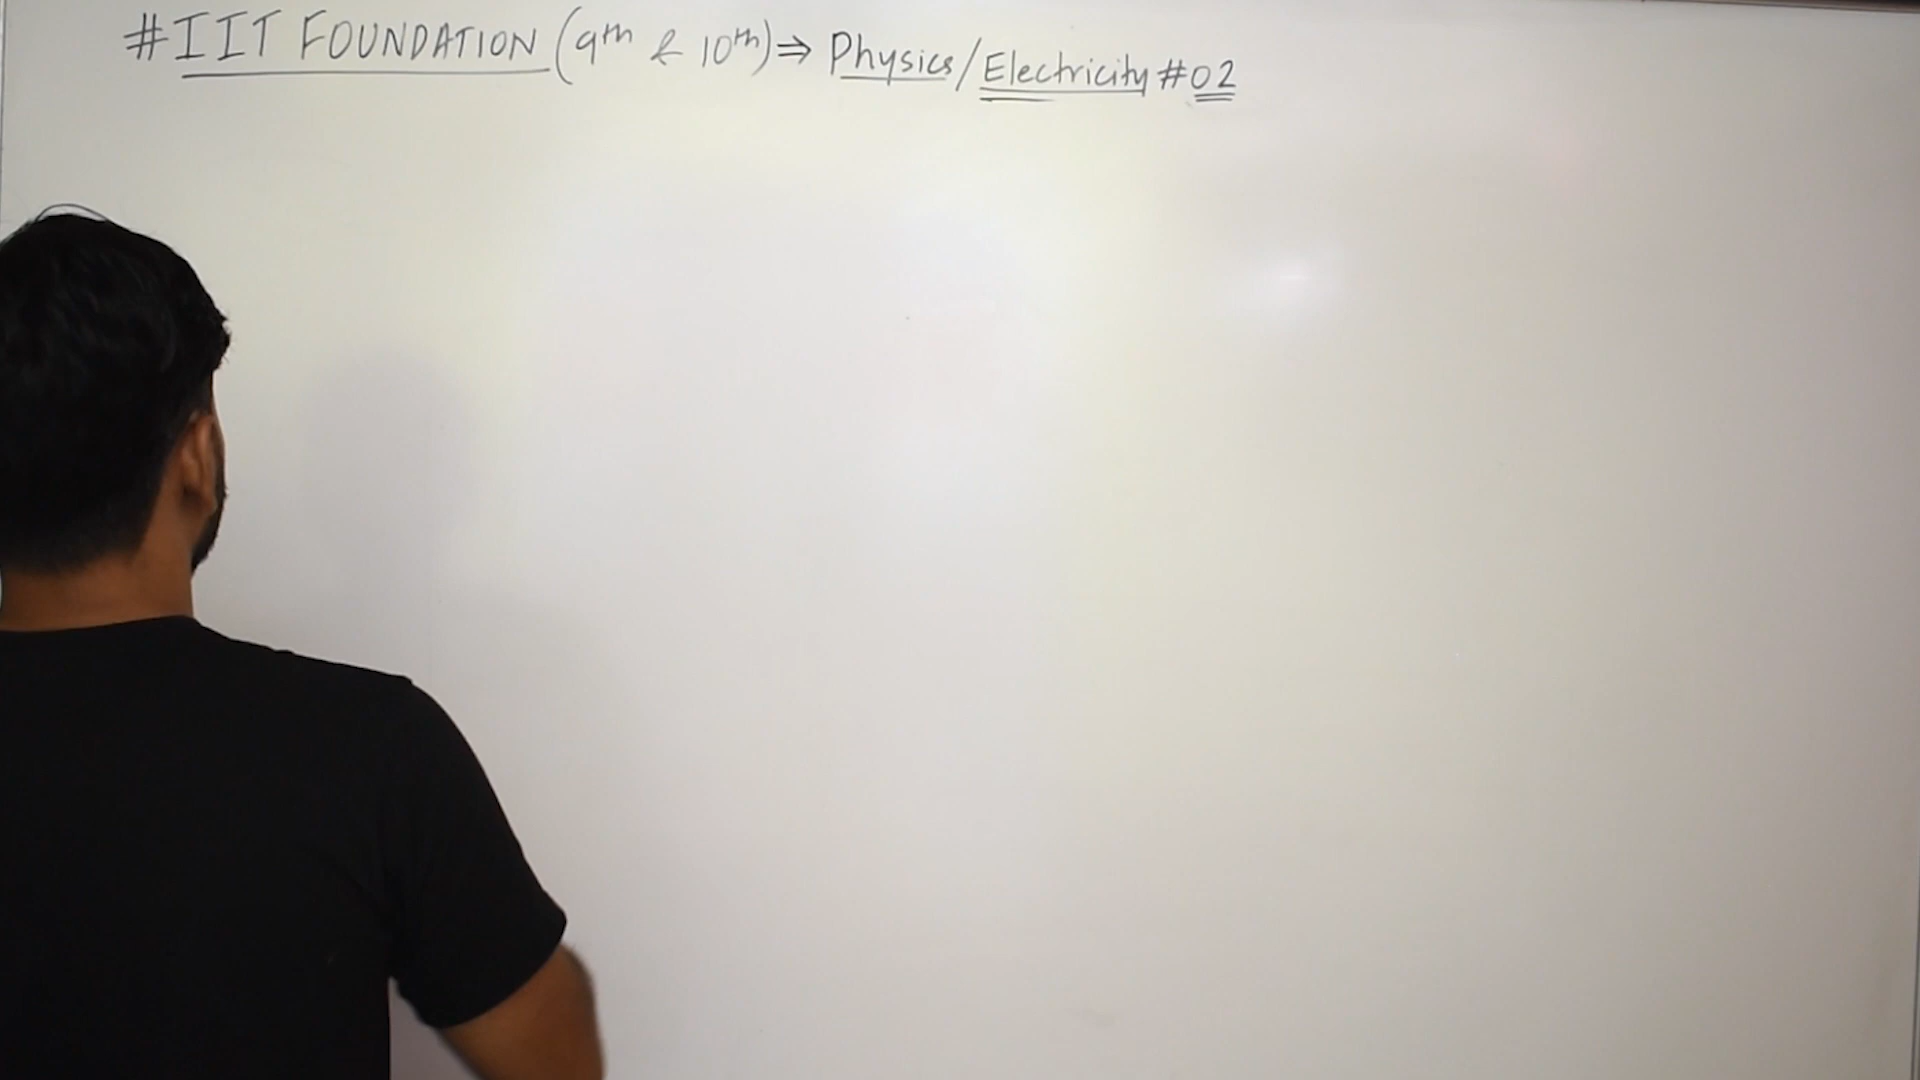 #IIT FOUNDATION (9th & 10th) ⇒ Physics/Electricity #02